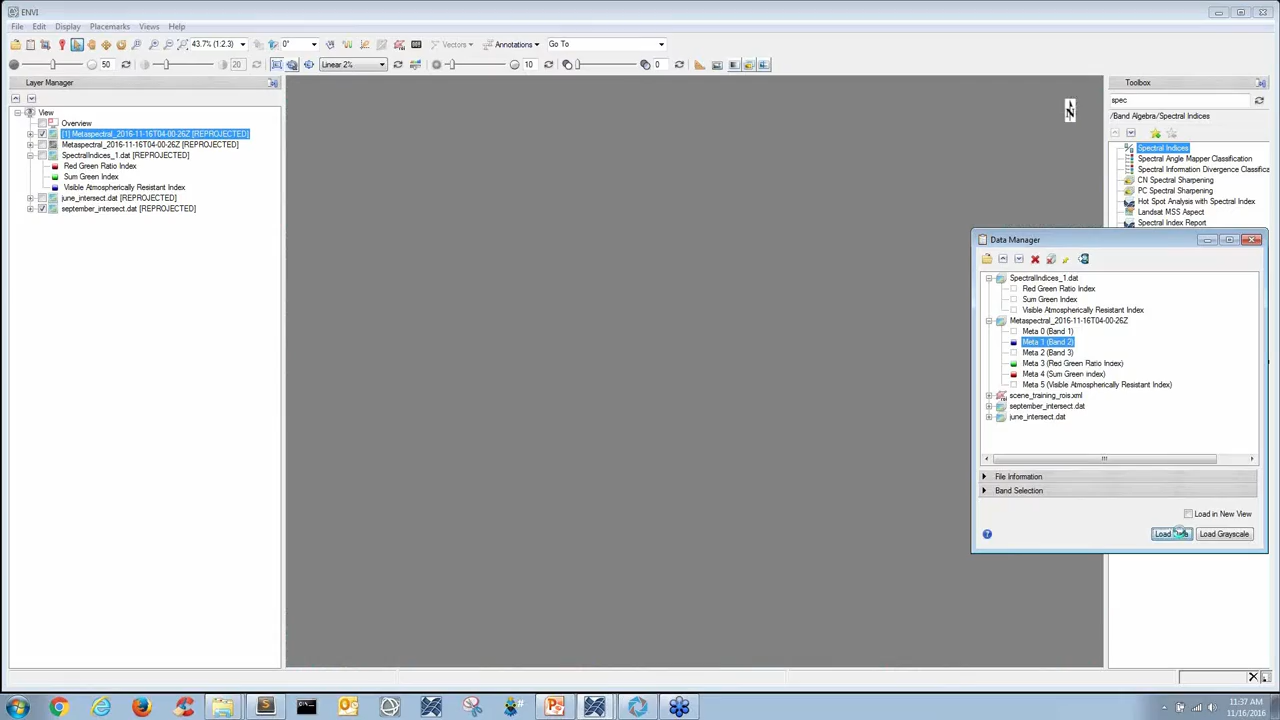 ENVI
File Edit Display Placemarks Views Help
43.7% (1:2.3) 0° Vectors Annotations Go To
50 20 Linear 2% 10 0
Layer Manager
View
Overview
[1] Metaspectral_2016-11-16T04-00-26Z [REPROJECTED]
Metaspectral_2016-11-16T04-00-26Z [REPROJECTED]
SpectralIndices_1.dat [REPROJECTED]
Red Green Ratio Index
Sum Green Index
Visible Atmospherically Resistant Index
june_intersect.dat [REPROJECTED]
september_intersect.dat [REPROJECTED]
N
Toolbox
spec
/Band Algebra/Spectral Indices
Spectral Indices
Spectral Angle Mapper Classification
Spectral Information Divergence Classifica
CN Spectral Sharpening
PC Spectral Sharpening
Hot Spot Analysis with Spectral Index
Landsat MSS Aspect
Spectral Index Report
Data Manager
SpectralIndices_1.dat
Red Green Ratio Index
Sum Green Index
Visible Atmospherically Resistant Index
Metaspectral_2016-11-16T04-00-26Z
Meta 0 (Band 1)
Meta 1 (Band 2)
Meta 2 (Band 3)
Meta 3 (Red Green Ratio Index)
Meta 4 (Sum Green Index)
Meta 5 (Visible Atmospherically Resistant Index)
scene_training_rois.xml
september_intersect.dat
june_intersect.dat
File Information
Band Selection
Load in New View
Load Load Grayscale
11:37 AM
11/16/2016